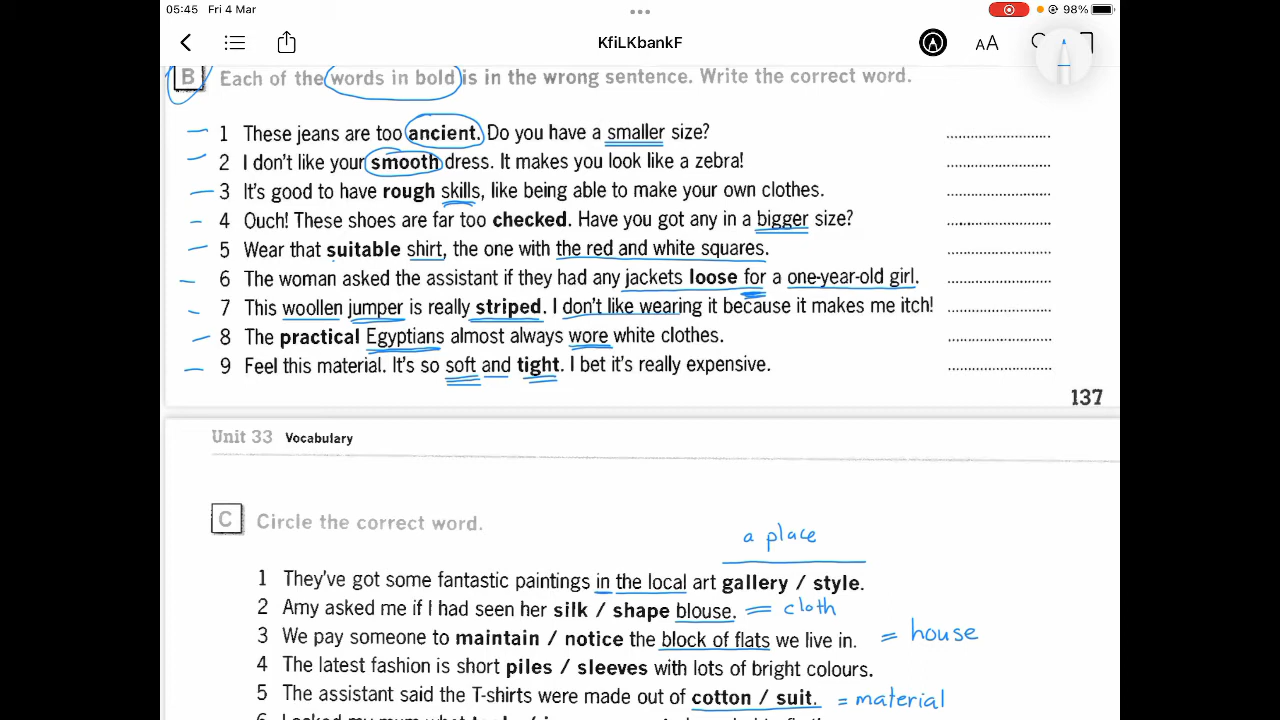 05:45 Fri 4 Mar
98%
KfiLKbankF
AA
B Each of the words in bold is in the wrong sentence. Write the correct word.
1 These jeans are too ancient. Do you have a smaller size? ..........................
2 I don't like your smooth dress. It makes you look like a zebra! ..........................
3 It's good to have rough skills, like being able to make your own clothes. ..........................
4 Ouch! These shoes are far too checked. Have you got any in a bigger size? ..........................
5 Wear that suitable shirt, the one with the red and white squares. ..........................
6 The woman asked the assistant if they had any jackets loose for a one-year-old girl. ..........................
7 This woollen jumper is really striped. I don't like wearing it because it makes me itch! ..........................
8 The practical Egyptians almost always wore white clothes. ..........................
9 Feel this material. It's so soft and tight. I bet it's really expensive. ..........................
137
Unit 33 Vocabulary
C Circle the correct word.
a place
1 They've got some fantastic paintings in the local art gallery / style.
2 Amy asked me if I had seen her silk / shape blouse. = cloth
3 We pay someone to maintain / notice the block of flats we live in. = house
4 The latest fashion is short piles / sleeves with lots of bright colours.
5 The assistant said the T-shirts were made out of cotton / suit. = material